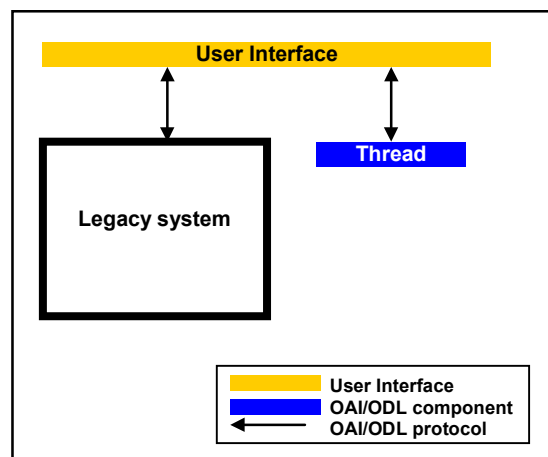 User Interface
Thread
Legacy system
User Interface
OAI/ODL component
OAI/ODL protocol